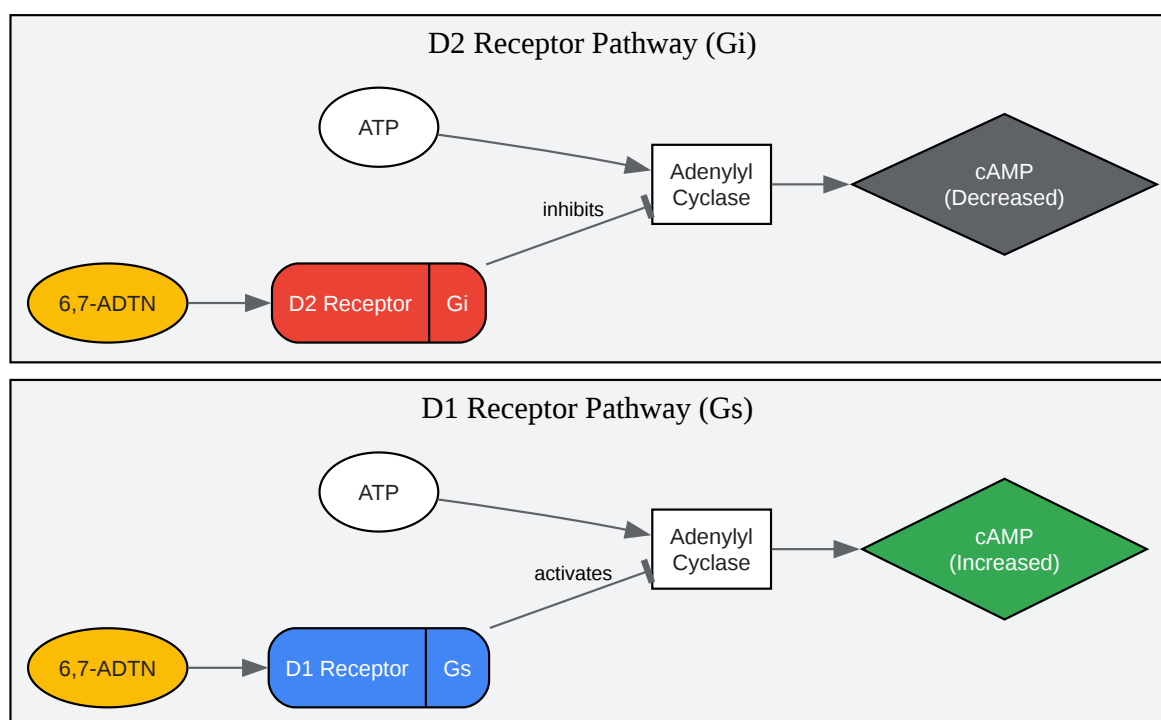 D2 Receptor Pathway (Gi)
ATP
Adenylyl
Cyclase
cAMP
(Decreased)
inhibits
6,7-ADTN
D2 Receptor
Gi
D1 Receptor Pathway (Gs)
ATP
Adenylyl
Cyclase
cAMP
(Increased)
activates
6,7-ADTN
D1 Receptor
Gs